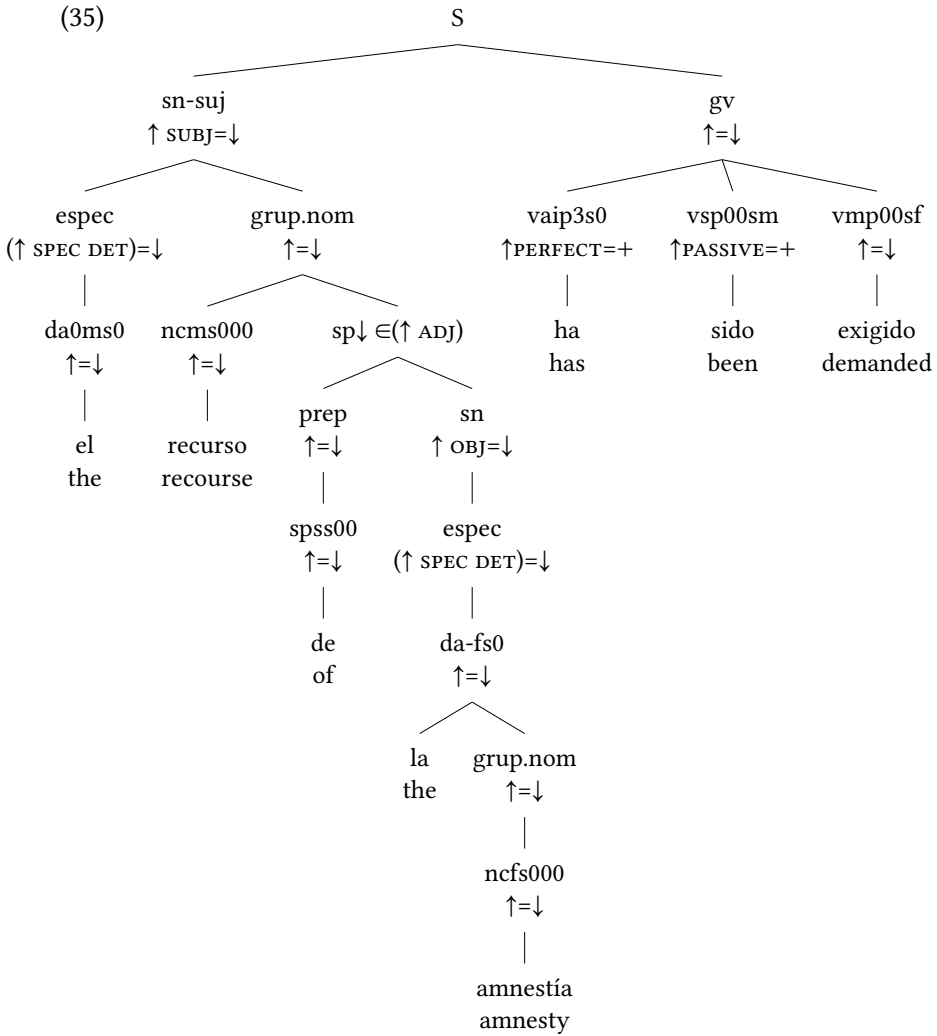 (35)
S
sn-suj gv
↑ SUBJ=↓ ↑=↓
espec grup.nom vaip3s0 vsp00sm vmp00sf
(↑ SPEC DET)=↓ ↑=↓ ↑PERFECT=+ ↑PASSIVE=+ ↑=↓
da0ms0 ncms000 sp↓ ∈(↑ ADJ) ha sido exigido
↑=↓ ↑=↓ has been demanded
prep sn
el recurso ↑=↓ ↑ OBJ=↓
the recourse
spss00 espec
↑=↓ (↑ SPEC DET)=↓
de da-fs0
of ↑=↓
la grup.nom
the ↑=↓
ncfs000
↑=↓
amnestía
amnesty